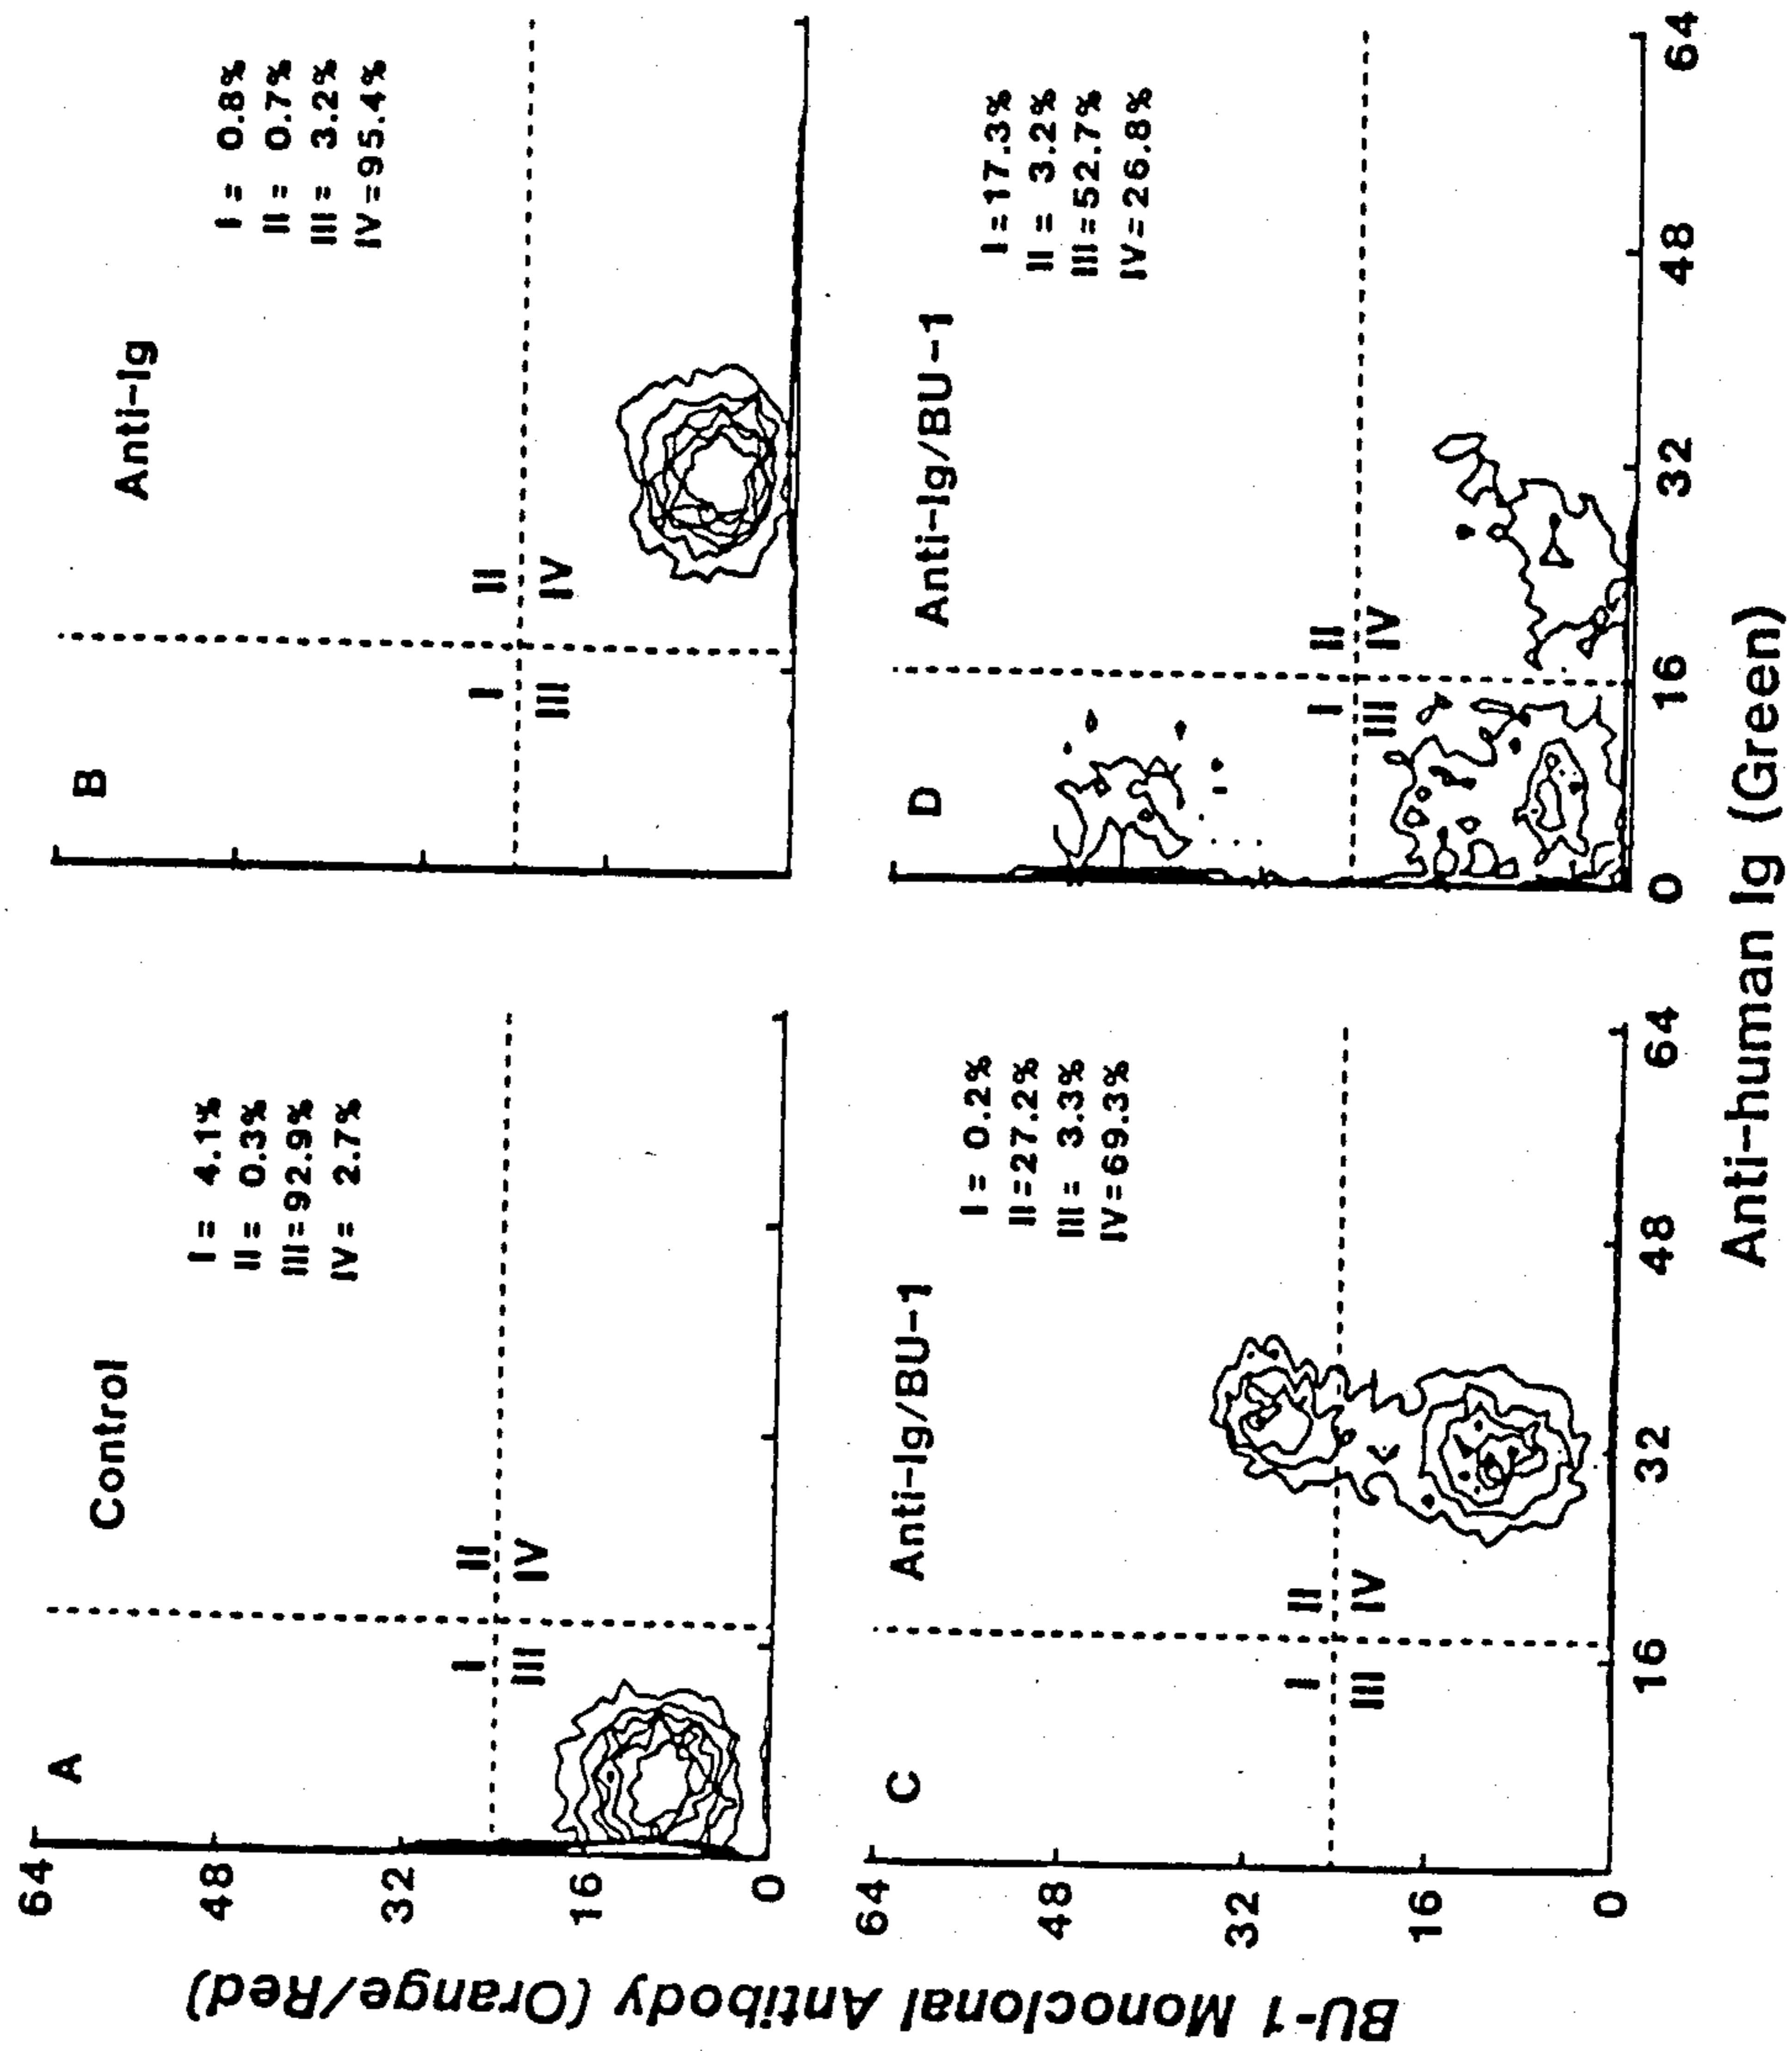 A
Control
I = 4.1%
II = 0.3%
III=92.9%
IV= 2.7%
I
II
III
IV
64
48
32
16
0
B
Anti-Ig
I = 0.8%
II = 0.7%
III= 3.2%
IV=95.4%
I
II
III
IV
C
Anti-Ig/BU-1
I = 0.2%
II=27.2%
III= 3.3%
IV=69.3%
I
II
III
IV
64
48
32
16
0
16
32
48
64
D
Anti-Ig/BU-1
I=17.3%
II= 3.2%
III=52.7%
IV=26.8%
I
II
III
IV
0
16
32
48
64
BU-1 Monoclonal Antibody (Orange/Red)
Anti-human Ig (Green)